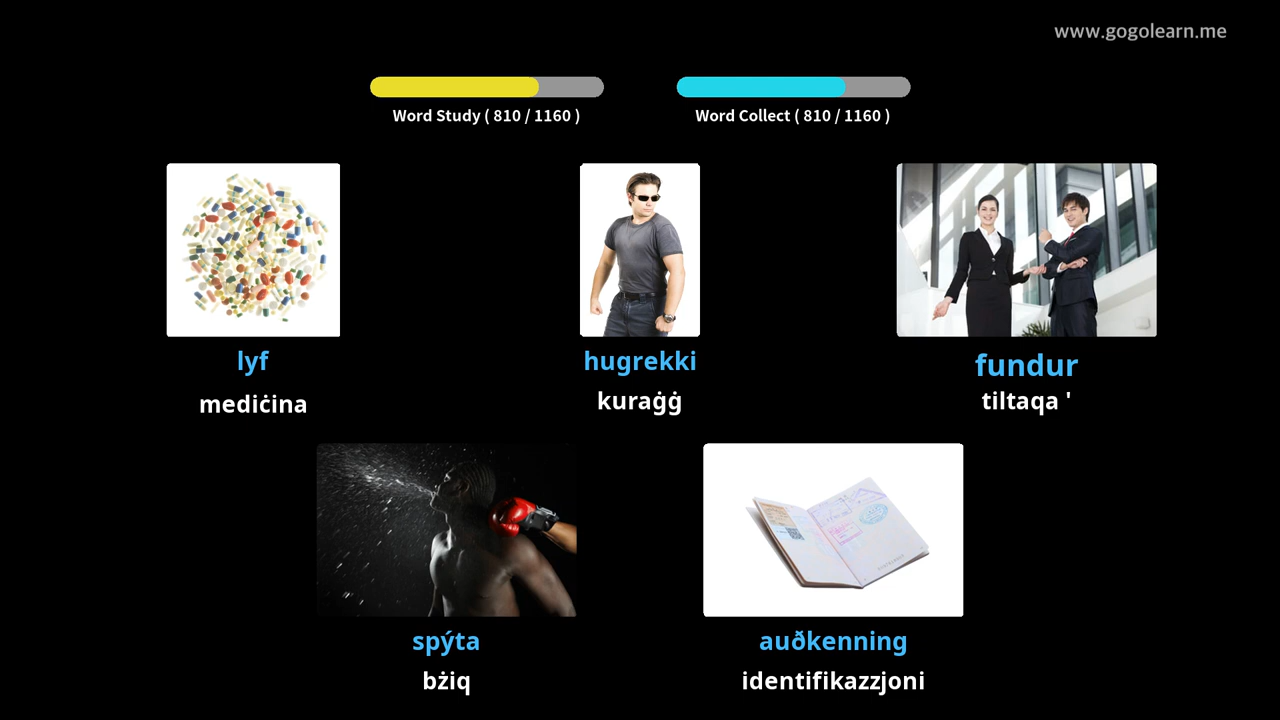 www.gogolearn.me
Word Study ( 810 / 1160 )
Word Collect ( 810 / 1160 )
lyf
mediċina
hugrekki
kuraġġ
fundur
tiltaqa '
spýta
bżiq
auðkenning
identifikazzjoni